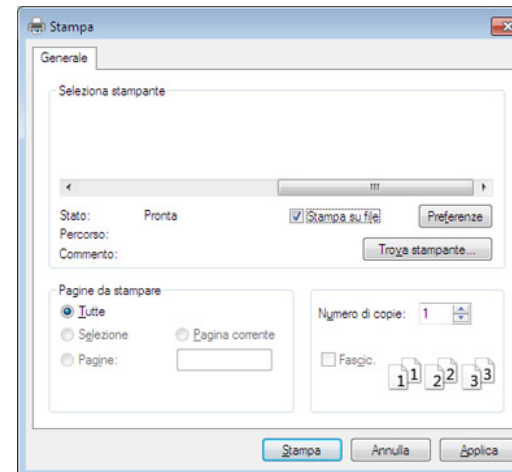 Stampa
Generale
Seleziona stampante
Stato: Pronta
Stampa su file
Preferenze
Percorso:
Commento:
Trova stampante...
Pagine da stampare
Tutte
Selezione
Pagina corrente
Pagine:
Numero di copie: 1
Fascic.
1 1 2 2 3 3
Stampa
Annulla
Applica